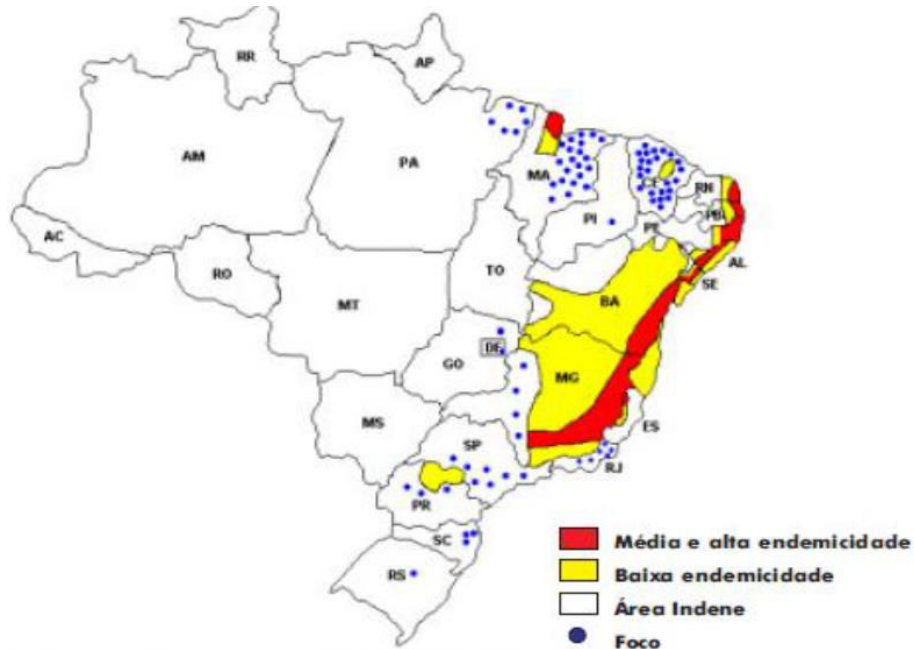 RR
AP
AM
PA
MA
CE
RN
PI
PB
PE
AC
AL
TO
SE
RO
BA
MT
DF
GO
MG
MS
ES
SP
RJ
PR
SC
RS
Média e alta endemicidade
Baixa endemicidade
Área Indene
Foco